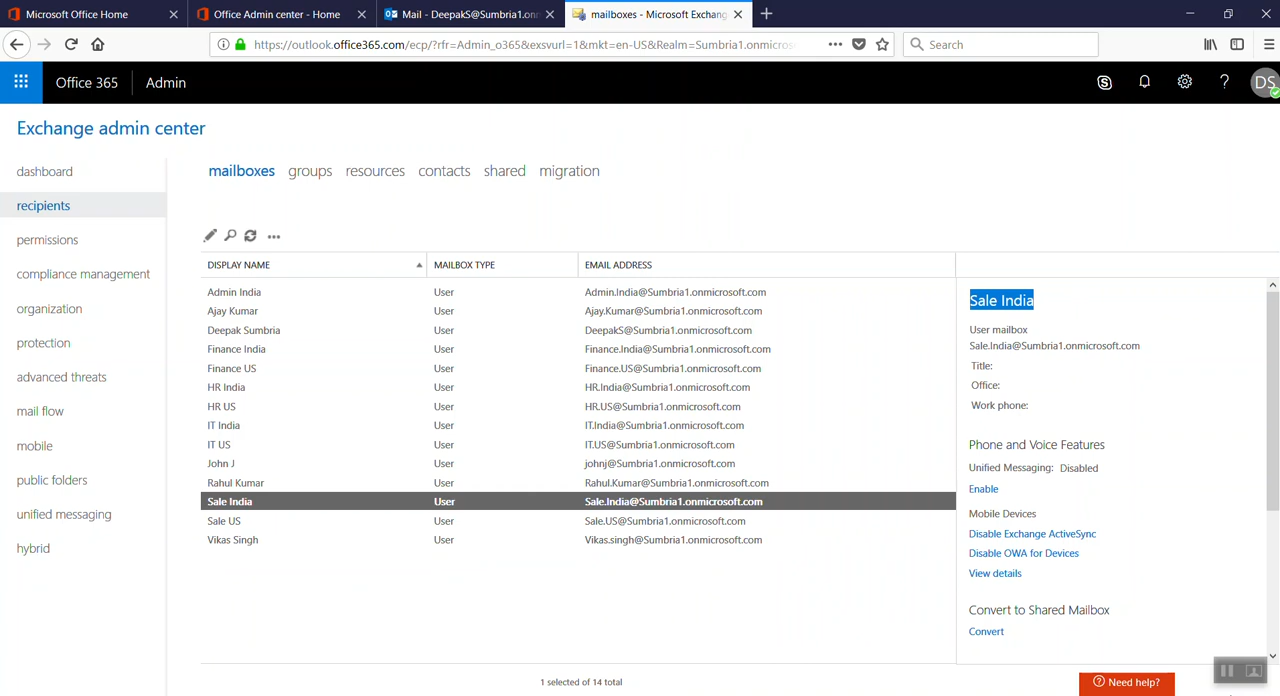 Microsoft Office Home
Office Admin center - Home
Mail - DeepakS@Sumbria1.on
mailboxes - Microsoft Exchang
https://outlook.office365.com/ecp/?rfr=Admin_o365&exsvurl=1&mkt=en-US&Realm=Sumbria1.onmicros
Search
Office 365
Admin
DS
Exchange admin center
dashboard
recipients
permissions
compliance management
organization
protection
advanced threats
mail flow
mobile
public folders
unified messaging
hybrid
mailboxes groups resources contacts shared migration
DISPLAY NAME MAILBOX TYPE EMAIL ADDRESS
Admin India User Admin.India@Sumbria1.onmicrosoft.com
Ajay Kumar User Ajay.Kumar@Sumbria1.onmicrosoft.com
Deepak Sumbria User DeepakS@Sumbria1.onmicrosoft.com
Finance India User Finance.India@Sumbria1.onmicrosoft.com
Finance US User Finance.US@Sumbria1.onmicrosoft.com
HR India User HR.India@Sumbria1.onmicrosoft.com
HR US User HR.US@Sumbria1.onmicrosoft.com
IT India User IT.India@Sumbria1.onmicrosoft.com
IT US User IT.US@Sumbria1.onmicrosoft.com
John J User johnj@Sumbria1.onmicrosoft.com
Rahul Kumar User Rahul.Kumar@Sumbria1.onmicrosoft.com
Sale India User Sale.India@Sumbria1.onmicrosoft.com
Sale US User Sale.US@Sumbria1.onmicrosoft.com
Vikas Singh User Vikas.singh@Sumbria1.onmicrosoft.com
Sale India
User mailbox
Sale.India@Sumbria1.onmicrosoft.com
Title:
Office:
Work phone:
Phone and Voice Features
Unified Messaging: Disabled
Enable
Mobile Devices
Disable Exchange ActiveSync
Disable OWA for Devices
View details
Convert to Shared Mailbox
Convert
1 selected of 14 total
Need help?